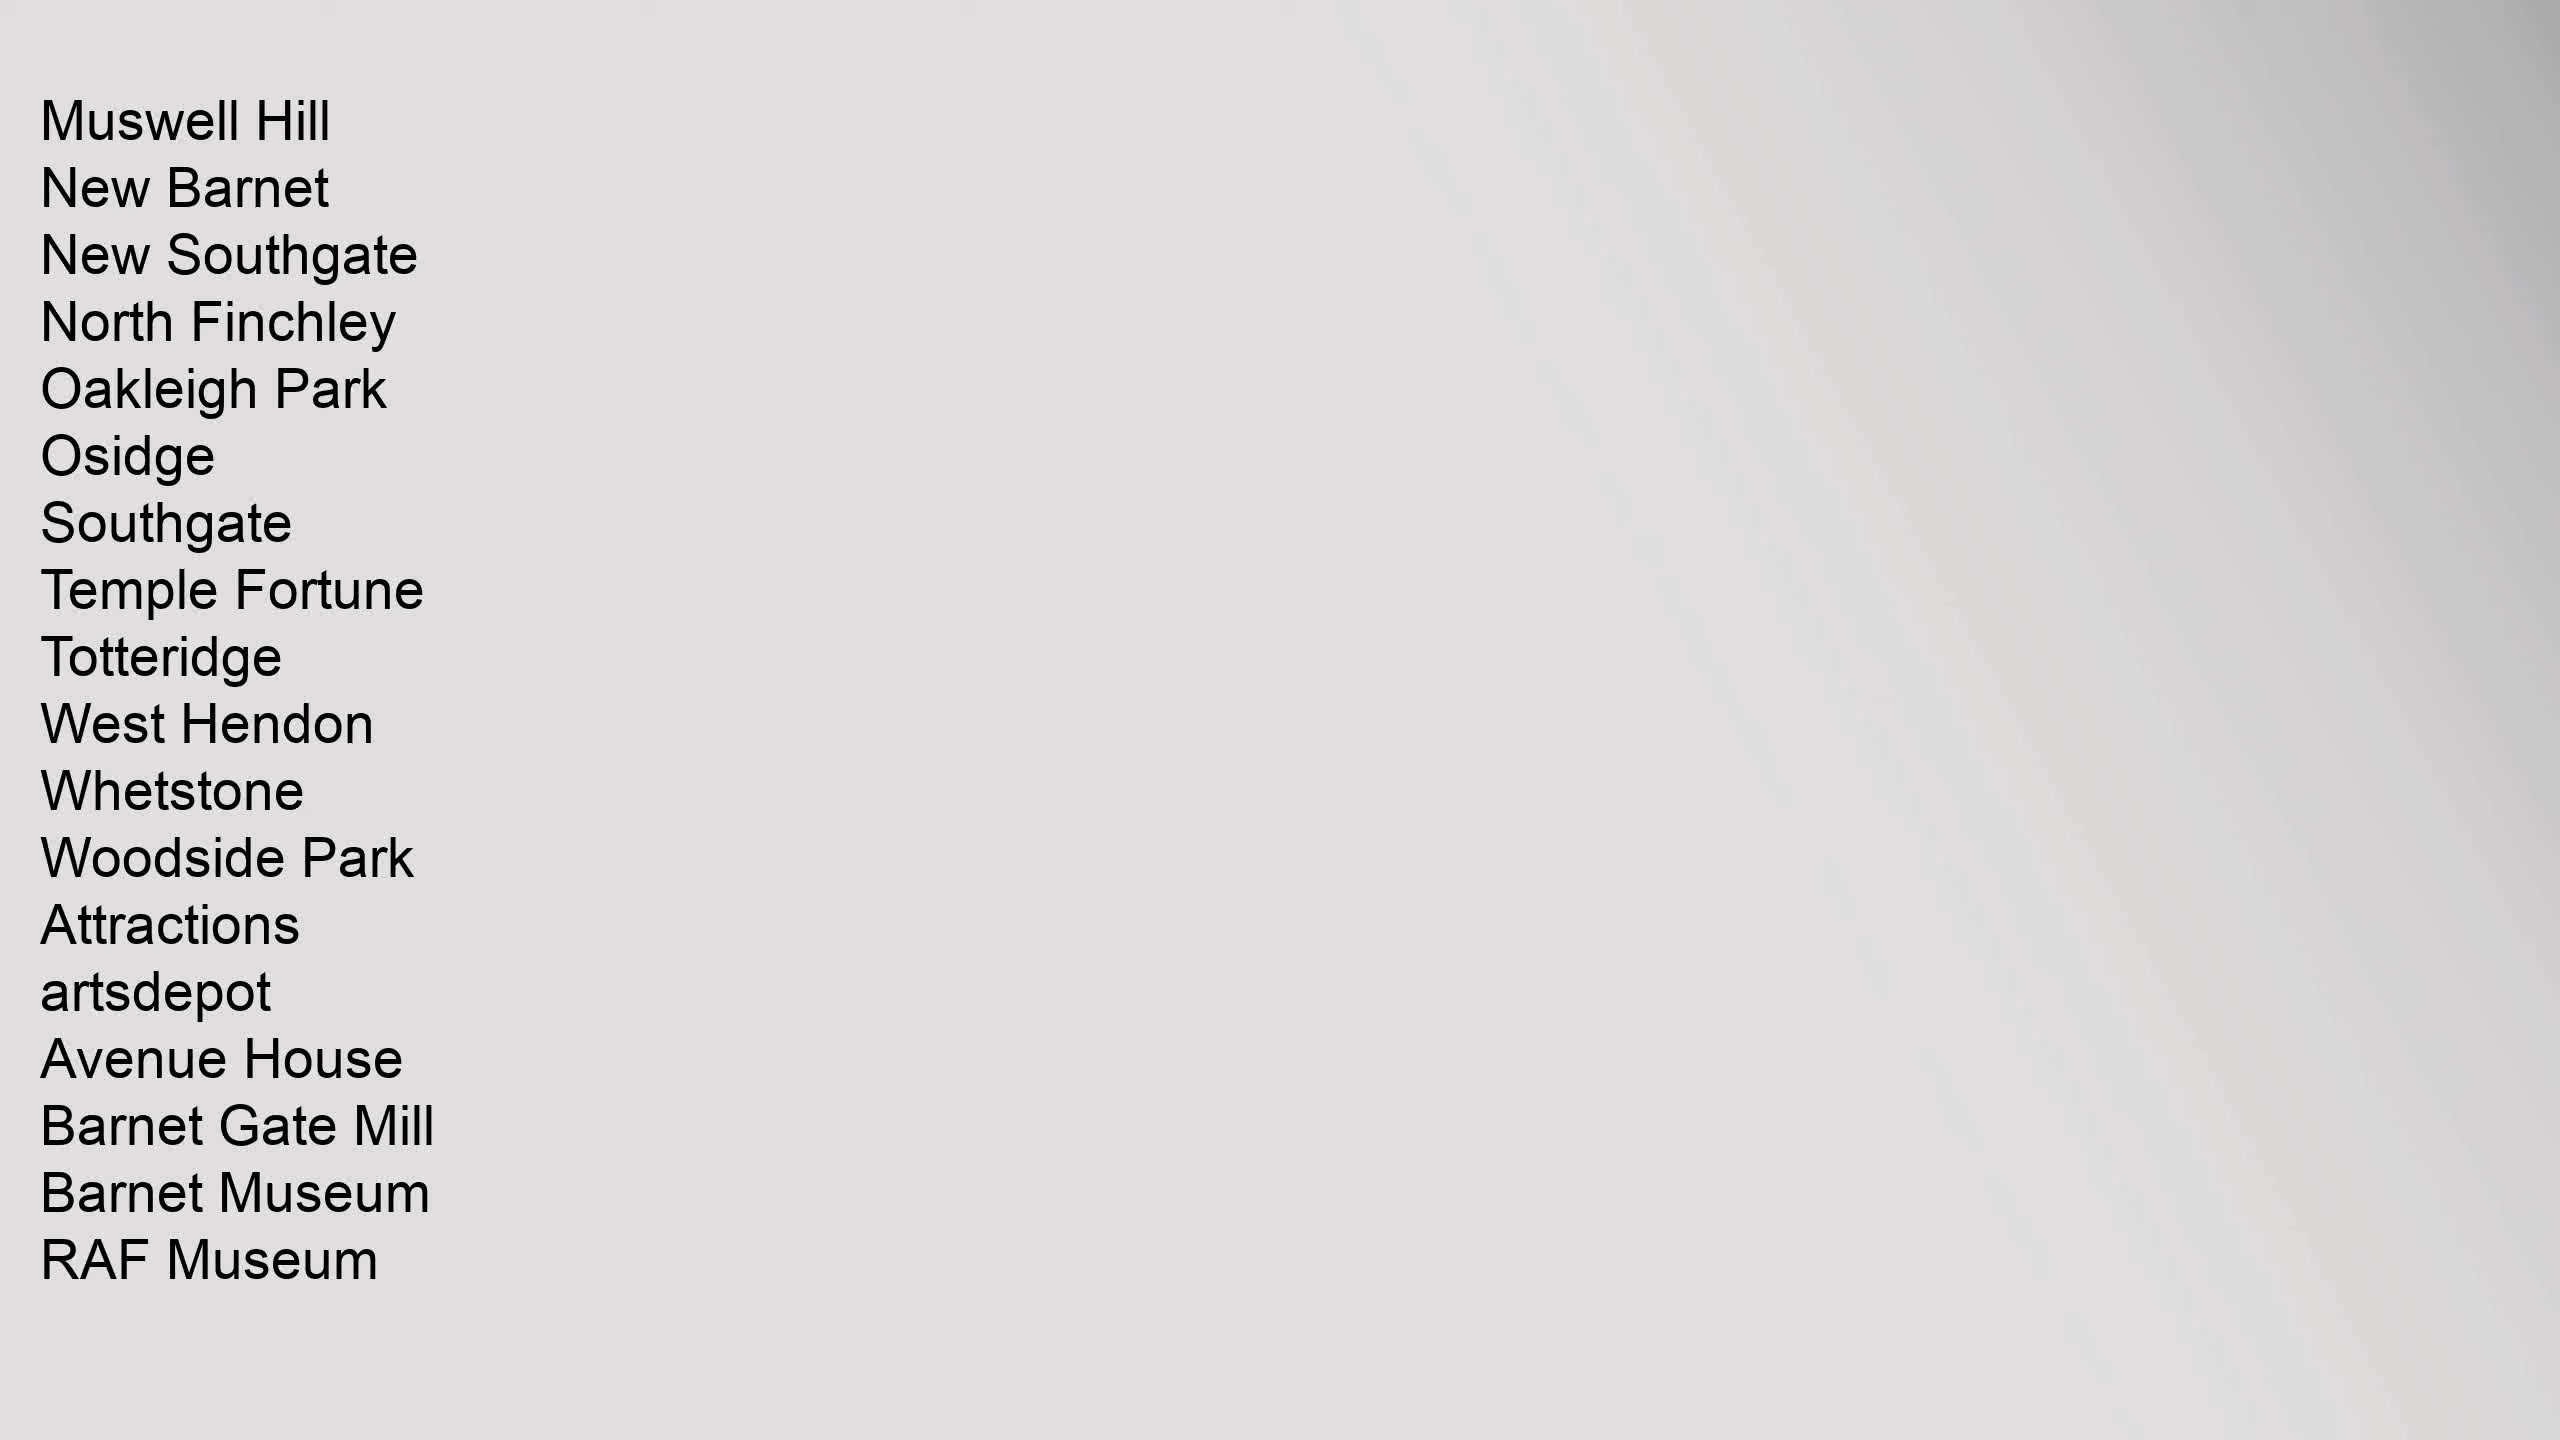 Muswell Hill
New Barnet
New Southgate
North Finchley
Oakleigh Park
Osidge
Southgate
Temple Fortune
Totteridge
West Hendon
Whetstone
Woodside Park
Attractions
artsdepot
Avenue House
Barnet Gate Mill
Barnet Museum
RAF Museum